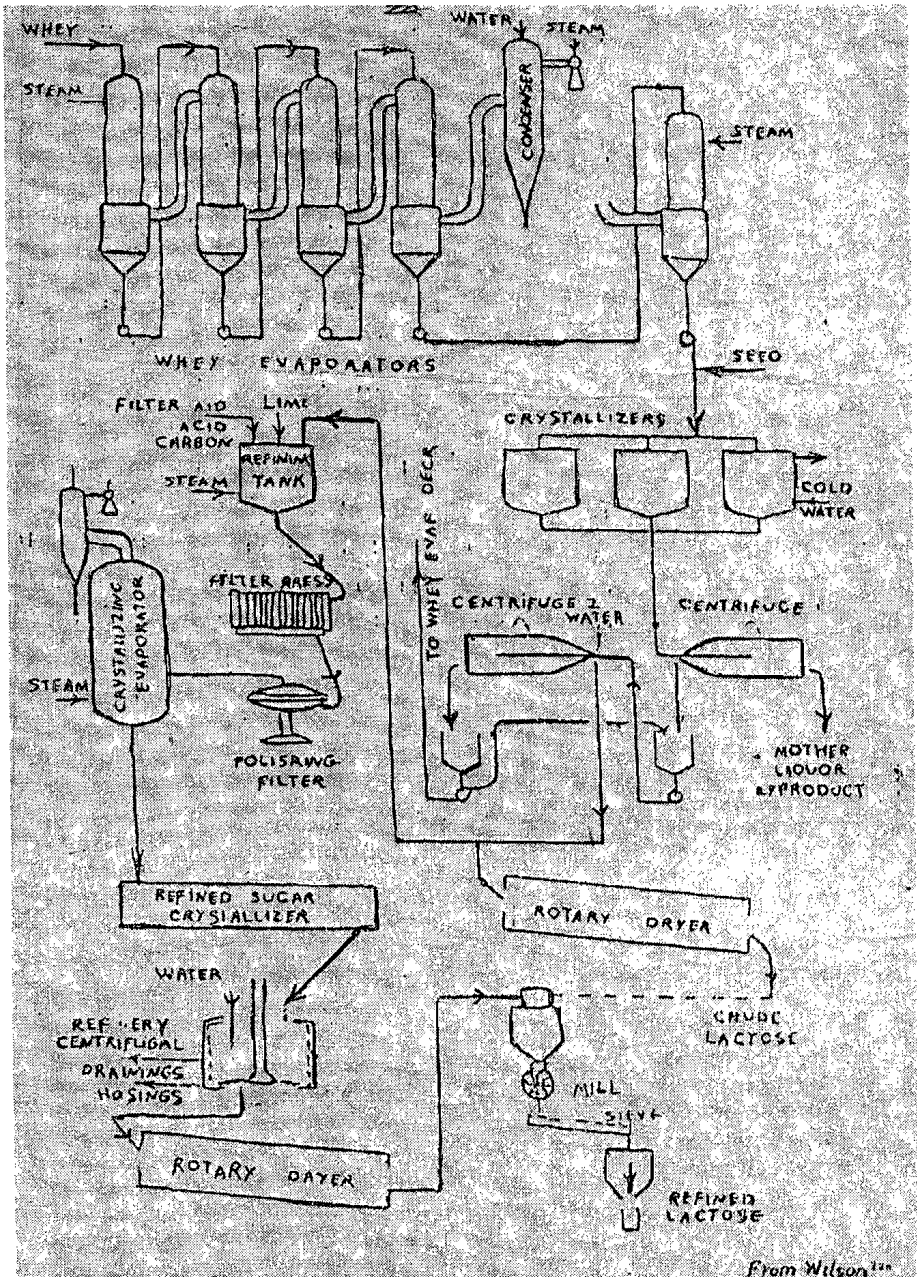 WHEY
STEAM
WATER
STEAM
CONDENSER
STEAM
WHEY EVAPORATORS
SEED
FILTER AID
ACID
CARBON
LIME
REFINING
TANK
STEAM
CRYSTALLIZERS
COLD
WATER
TO WHEY EVAP
FILTER PRESS
CENTRIFUGE 2
WATER
CENTRIFUGE 1
CRYSTALLIZING
EVAPORATOR
STEAM
POLISHING
FILTER
MOTHER
LIQUOR
BYPRODUCT
REFINED SUGAR
CRYSTALLIZER
ROTARY DRYER
WATER
CRUDE
LACTOSE
REFINERY
CENTRIFUGAL
DRAININGS
HOSINGS
MILL
SIEVE
ROTARY DRYER
REFINED
LACTOSE
From Wilson